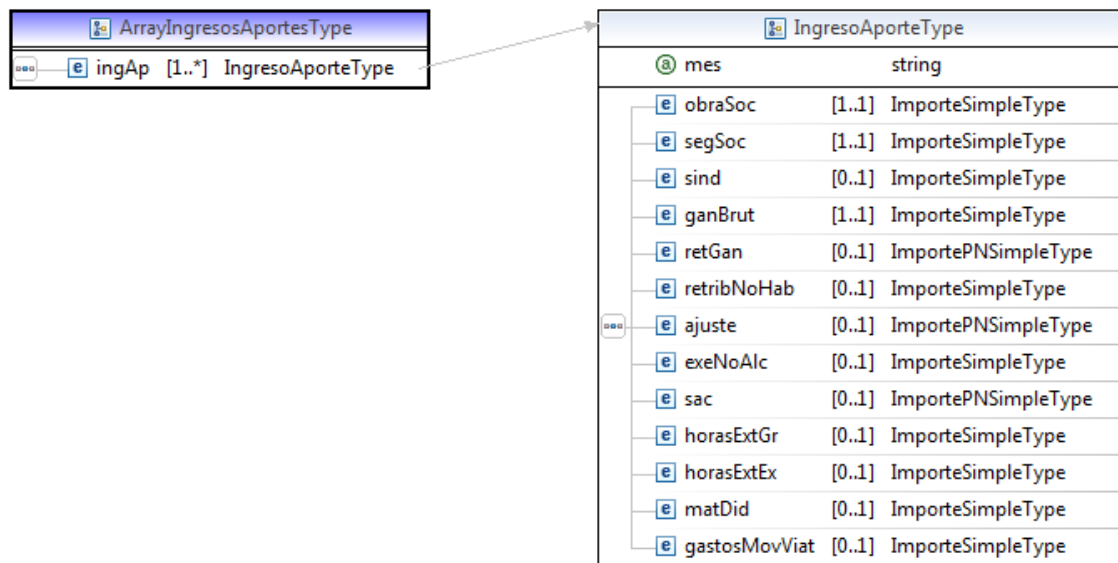 ArrayIngresosAportesType
e ingAp [1..*] IngresoAporteType
IngresoAporteType
a mes string
e obraSoc [1..1] ImporteSimpleType
e segSoc [1..1] ImporteSimpleType
e sind [0..1] ImporteSimpleType
e ganBrut [1..1] ImporteSimpleType
e retGan [0..1] ImportePNSimpleType
e retribNoHab [0..1] ImporteSimpleType
e ajuste [0..1] ImportePNSimpleType
e exeNoAlc [0..1] ImporteSimpleType
e sac [0..1] ImportePNSimpleType
e horasExtGr [0..1] ImporteSimpleType
e horasExtEx [0..1] ImporteSimpleType
e matDid [0..1] ImporteSimpleType
e gastosMovViat [0..1] ImporteSimpleType